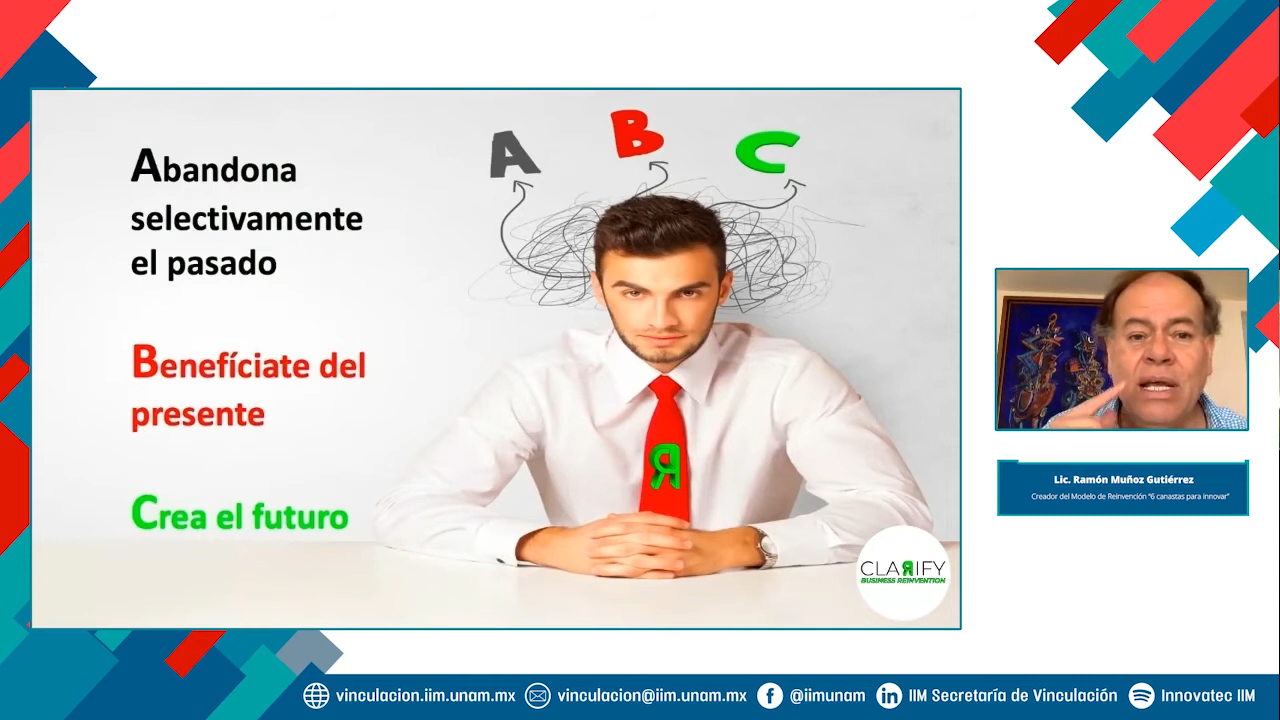 Abandona
selectivamente
el pasado
Benefíciate del
presente
Crea el futuro
A B C
Я
CLAЯIFY
BUSINESS REINVENTION
Lic. Ramón Muñoz Gutiérrez
Creador del Modelo de Reinvención “6 canastas para innovar”
vinculacion.iim.unam.mx vinculacion@iim.unam.mx @iimunam IIM Secretaría de Vinculación Innovatec IIM